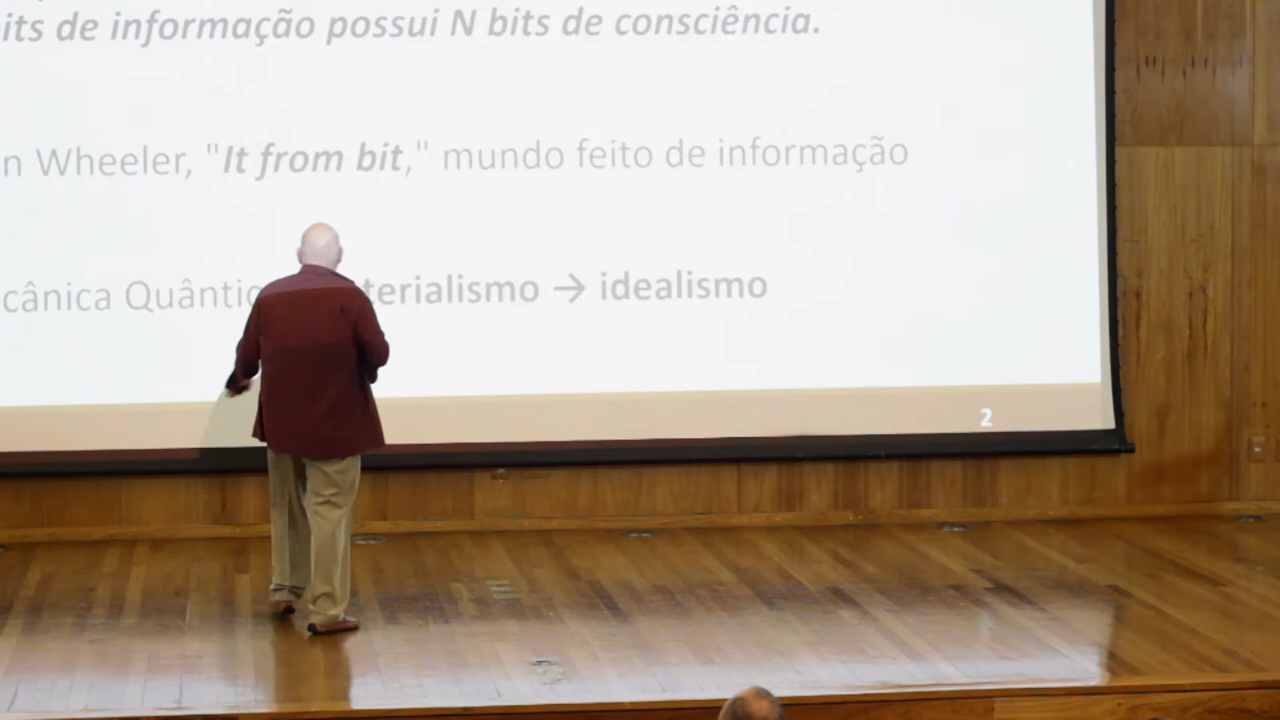 its de informação possui N bits de consciência.
n Wheeler, "It from bit," mundo feito de informação
cânica Quântic terialismo → idealismo
2